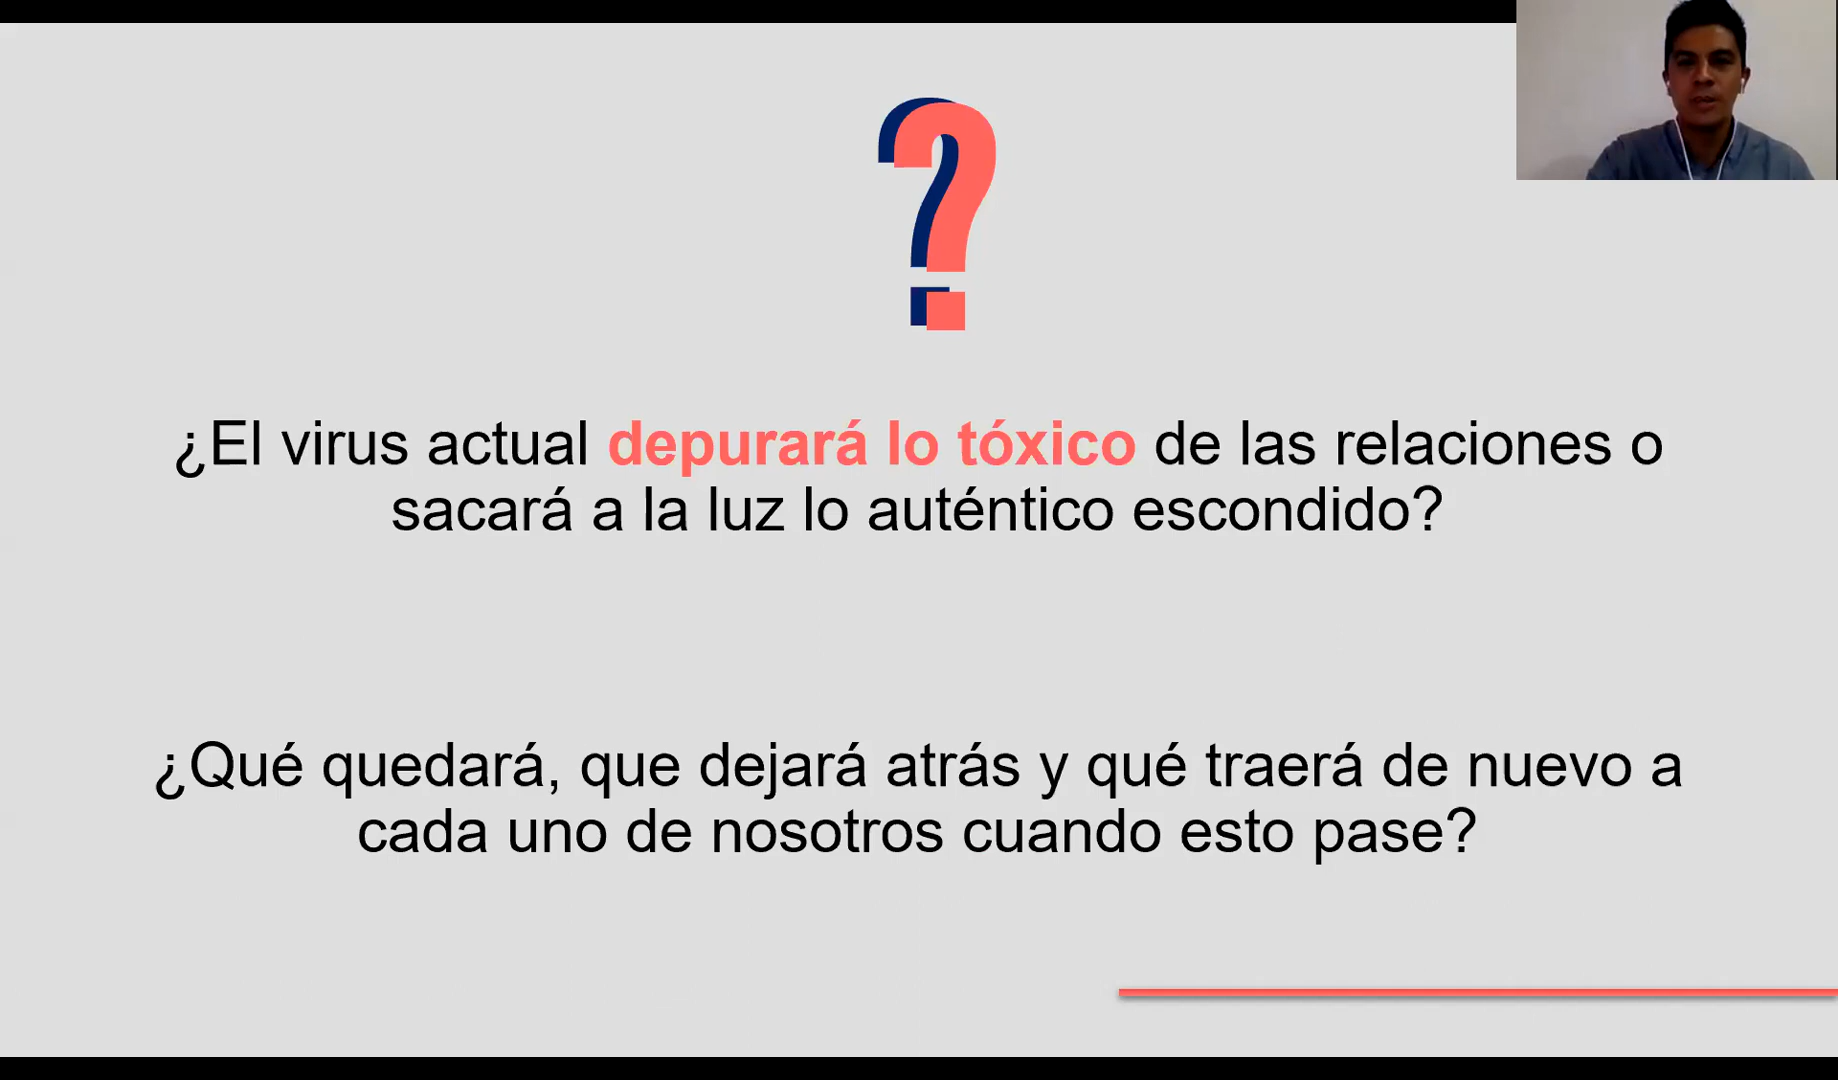 ?
¿El virus actual depurará lo tóxico de las relaciones o
sacará a la luz lo auténtico escondido?
¿Qué quedará, que dejará atrás y qué traerá de nuevo a
cada uno de nosotros cuando esto pase?